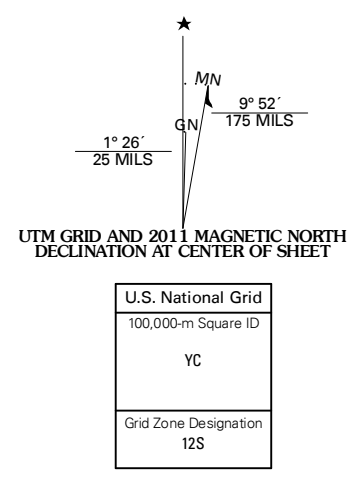 ★
MN
GN
9° 52´
175 MILS
1° 26´
25 MILS
UTM GRID AND 2011 MAGNETIC NORTH
DECLINATION AT CENTER OF SHEET
U.S. National Grid
100,000-m Square ID
YC
Grid Zone Designation
12S